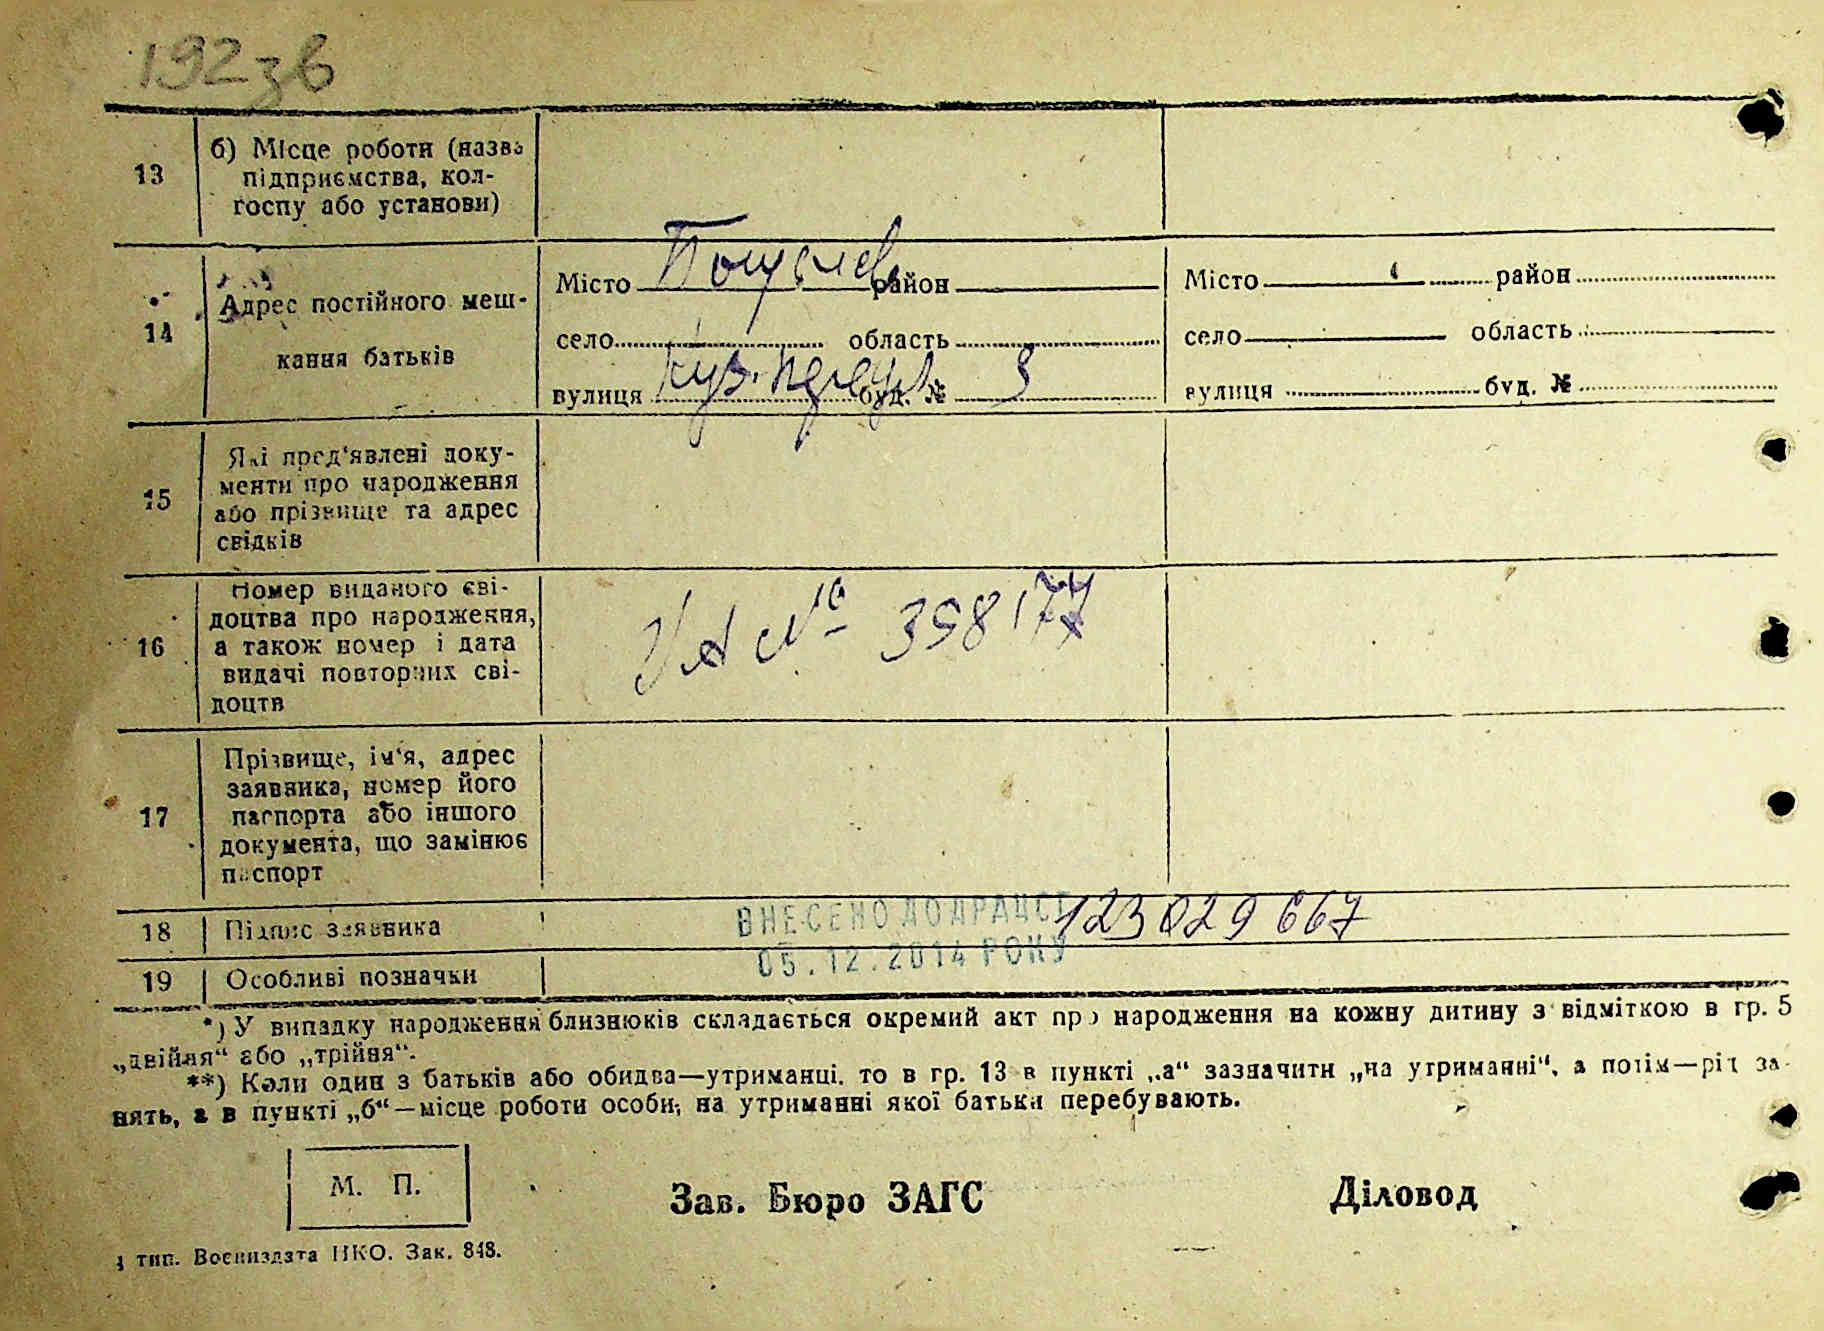 192зв
13
б) Місце роботи (назва
підприємства, кол-
госпу або установи)
14
Адрес постійного меш-
кання батьків
Місто район
село область
вулиця буд. № 3
Місто район
село область
вулиця буд. №
15
Які пред‘явлені доку-
менти про народження
або прізвище та адрес
свідків
16
Номер виданого сві-
доцтва про народження,
а також номер і дата
видачі повторних сві-
доцтв
УА № 398177
17
Прізвище, ім‘я, адрес
заявника, номер його
паспорта або іншого
документа, що замінює
паспорт
18
Підпис заявника
ВНЕСЕНО ДО ДРАЦСГ 123029667
05.12.2014 РОКУ
19
Особливі позначки
*) У випадку народження близнюків складається окремий акт про народження на кожну дитину з відміткою в гр. 5
„двійня“ або „трійня“.
**) Коли один з батьків або обидва—утриманці, то в гр. 13 в пункті „а“ зазначити „на утриманні“, а потім—рід за-
нять, а в пункті „б“—місце роботи особи, на утриманні якої батьки перебувають.
М. П.
Зав. Бюро ЗАГС
Діловод
тип. Воениздата НКО. Зак. 848.